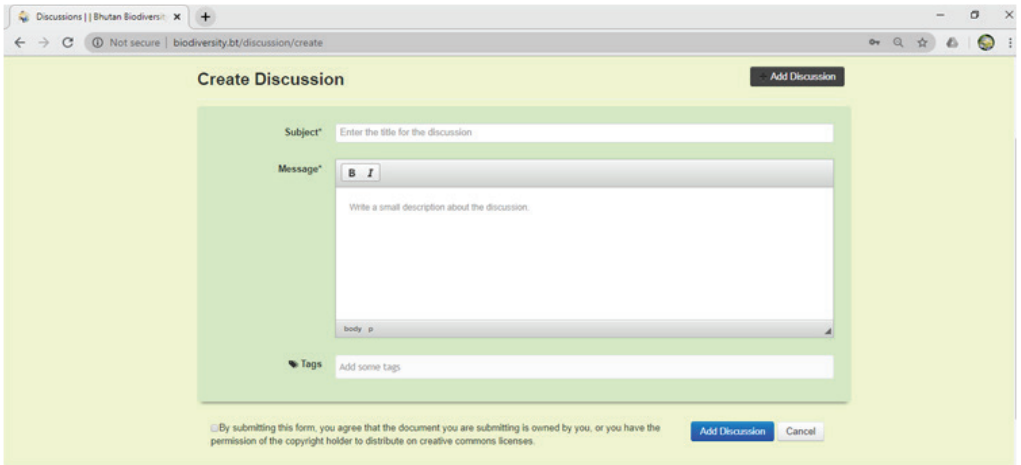 Discussions || Bhutan Biodiversit
Not secure | biodiversity.bt/discussion/create
Create Discussion
+ Add Discussion
Subject*
Enter the title for the discussion
Message*
B I
Write a small description about the discussion.
body p
Tags
Add some tags
By submitting this form, you agree that the document you are submitting is owned by you, or you have the
permission of the copyright holder to distribute on creative commons licenses.
Add Discussion
Cancel